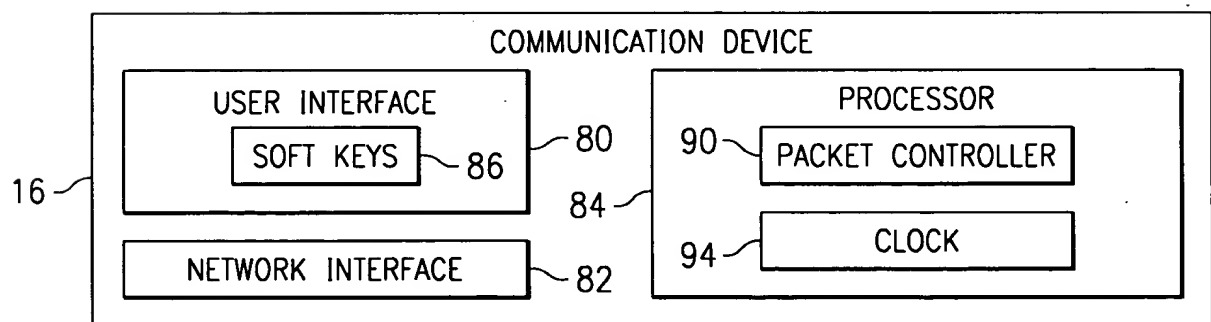 COMMUNICATION DEVICE
USER INTERFACE
SOFT KEYS
86
80
NETWORK INTERFACE
82
16
PROCESSOR
90
PACKET CONTROLLER
84
94
CLOCK